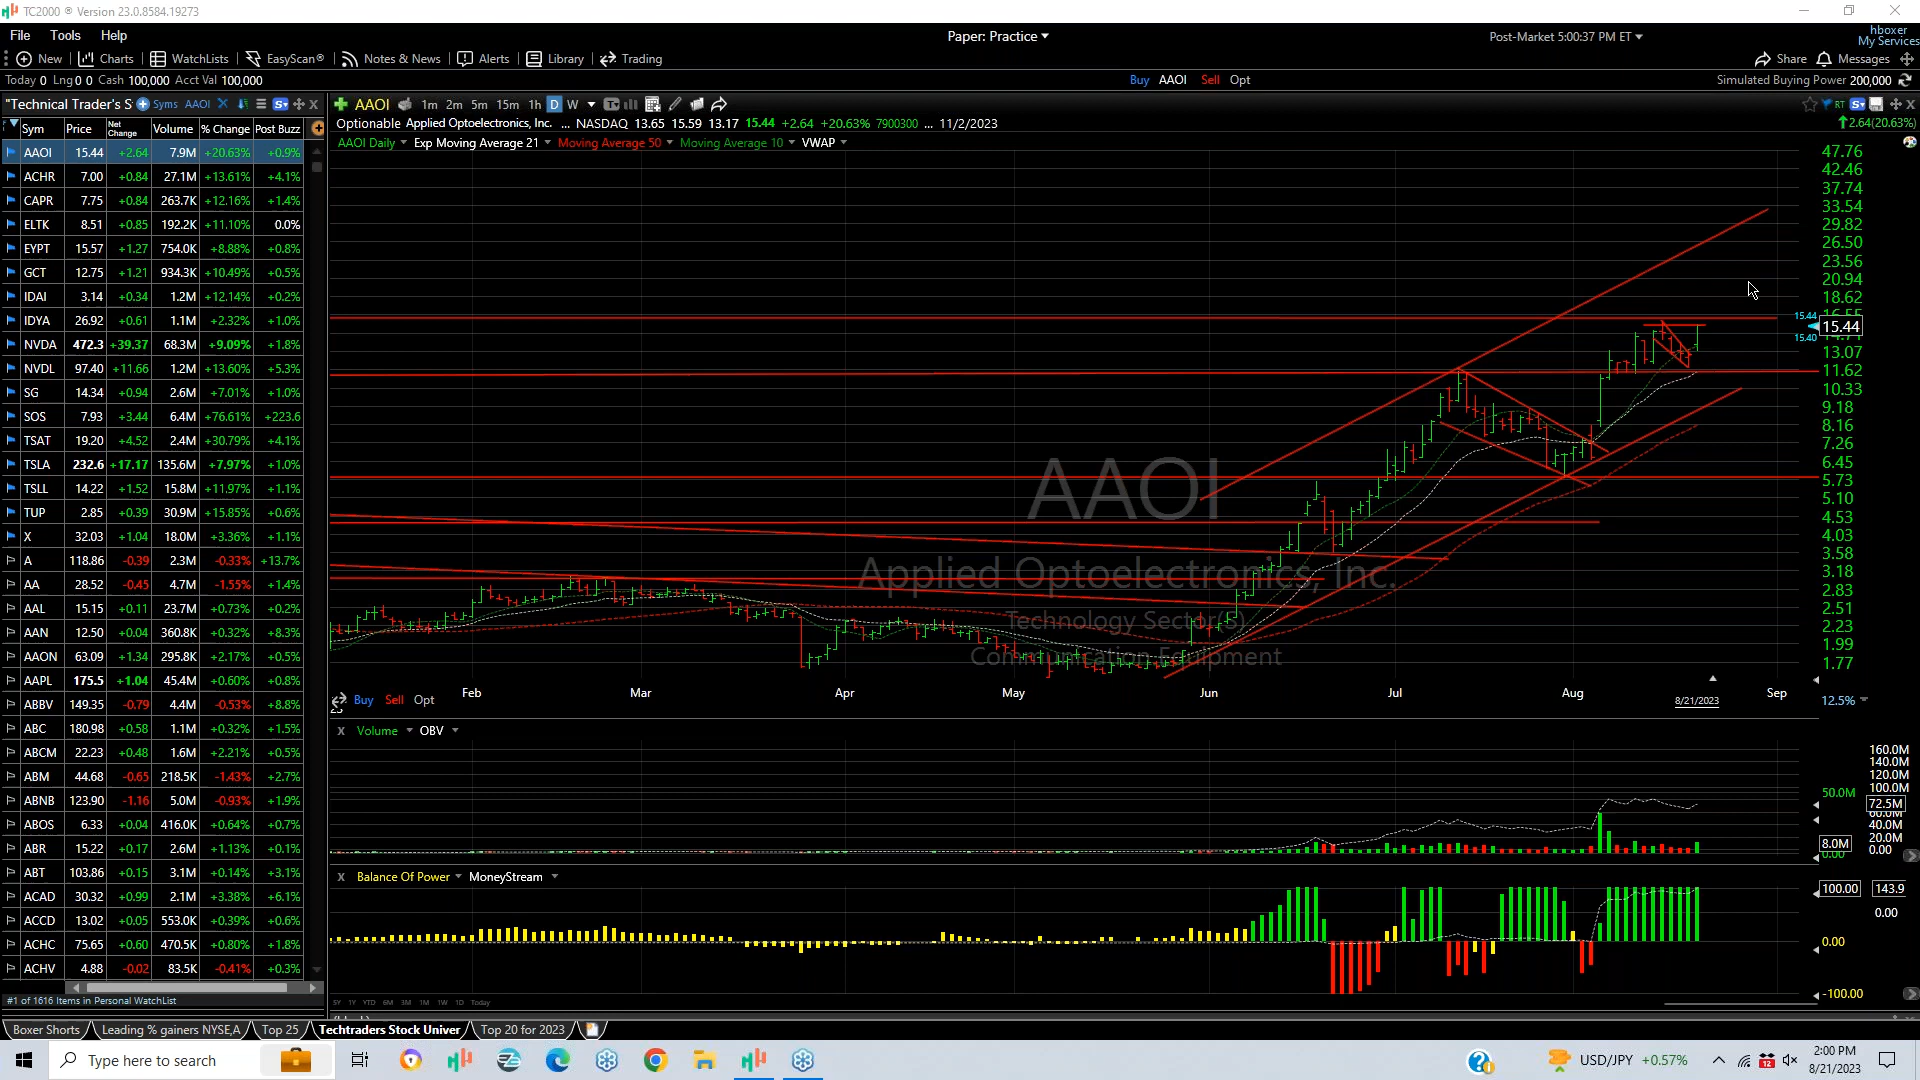 TC2000 ® Version 23.0.8584.19273
File Tools Help
Paper: Practice
Post-Market 5:00:37 PM ET
hboxer
My Services
New Charts WatchLists EasyScan® Notes & News Alerts Library Trading
Share Messages
Today 0 Lng 0 0 Cash 100,000 Acct Val 100,000
Buy AAOI Sell Opt
Simulated Buying Power 200,000
"Technical Trader's S Syms AAOI
AAOI 1m 2m 5m 15m 1h D W
Optionable Applied Optoelectronics, Inc. ... NASDAQ 13.65 15.59 13.17 15.44 +2.64 +20.63% 7900300 ... 11/2/2023
2.64(20.63%)
AAOI Daily Exp Moving Average 21 Moving Average 50 Moving Average 10 VWAP
Sym Price Net Change Volume % Change Post Buzz
AAOI 15.44 +2.64 7.9M +20.63% +0.9%
ACHR 7.00 +0.84 27.1M +13.61% +4.1%
CAPR 7.75 +0.84 263.7K +12.16% +1.4%
ELTK 8.51 +0.85 192.2K +11.10% 0.0%
EYPT 15.57 +1.27 754.0K +8.88% +0.8%
GCT 12.75 +1.21 934.3K +10.49% +0.5%
IDAI 3.14 +0.34 1.2M +12.14% +0.2%
IDYA 26.92 +0.61 1.1M +2.32% +1.0%
NVDA 472.3 +39.37 68.3M +9.09% +1.8%
NVDL 97.40 +11.66 1.2M +13.60% +5.3%
SG 14.34 +0.94 2.6M +7.01% +1.0%
SOS 7.93 +3.44 6.4M +76.61% +223.6
TSAT 19.20 +4.52 2.4M +30.79% +4.1%
TSLA 232.6 +17.17 135.6M +7.97% +1.0%
TSLL 14.22 +1.52 15.8M +11.97% +1.1%
TUP 2.85 +0.39 30.9M +15.85% +0.6%
X 32.03 +1.04 18.0M +3.36% +1.1%
A 118.86 -0.39 2.3M -0.33% +13.7%
AA 28.52 -0.45 4.7M -1.55% +1.4%
AAL 15.15 +0.11 23.7M +0.73% +0.2%
AAN 12.50 +0.04 360.8K +0.32% +8.3%
AAON 63.09 +1.34 295.8K +2.17% +0.5%
AAPL 175.5 +1.04 45.4M +0.60% +0.8%
ABBV 149.35 -0.79 4.4M -0.53% +8.8%
ABC 180.98 +0.58 1.1M +0.32% +1.5%
ABCM 22.23 +0.48 1.6M +2.21% +0.5%
ABM 44.68 -0.65 218.5K -1.43% +2.7%
ABNB 123.90 -1.16 5.0M -0.93% +1.9%
ABOS 6.33 +0.04 416.0K +0.64% +0.7%
ABR 15.22 +0.17 2.6M +1.13% +0.1%
ABT 103.86 +0.15 3.1M +0.14% +3.1%
ACAD 30.32 +0.99 2.1M +3.38% +6.1%
ACCD 13.02 +0.05 553.0K +0.39% +0.6%
ACHC 75.65 +0.60 470.5K +0.80% +1.8%
ACHV 4.88 -0.02 83.5K -0.41% +0.3%
#1 of 1616 Items in Personal WatchList
47.76
42.46
37.74
33.54
29.82
26.50
23.56
20.94
18.62
15.44
15.44
15.40
13.07
11.62
10.33
9.18
8.16
7.26
6.45
5.73
5.10
4.53
4.03
3.58
3.18
2.83
2.51
2.23
1.99
1.77
AAOI
Applied Optoelectronics, Inc.
Technology Sector(S)
Communication Equipment
Buy Sell Opt
Feb Mar Apr May Jun Jul Aug Sep
8/21/2023
12.5%
X Volume OBV
160.0M
140.0M
120.0M
100.0M
50.0M
72.5M
60.0M
40.0M
20.0M
8.0M
0.00
0.00
X Balance Of Power MoneyStream
100.00 143.9
0.00
0.00
-100.00
5Y 1Y YTD 6M 3M 1M 1W 1D Today
Boxer Shorts Leading % gainers NYSE,A Top 25 Techtraders Stock Univer Top 20 for 2023
Type here to search
USD/JPY +0.57%
12
2:00 PM
8/21/2023